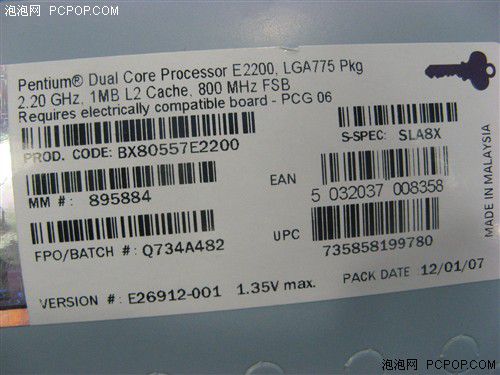 泡泡网 PCPOP.COM
Pentium® Dual Core Processor E2200, LGA775 Pkg
2.20 GHz, 1MB L2 Cache, 800 MHz FSB
Requires electrically compatible board - PCG 06
PROD. CODE: BX80557E2200
S-SPEC: SLA8X
MM #: 895884
EAN
5 032037 008358
FPO/BATCH #: Q734A482
UPC
735858199780
VERSION #: E26912-001 1.35V max.
PACK DATE 12/01/07
MADE IN MALAYSIA
泡泡网 PCPOP.COM